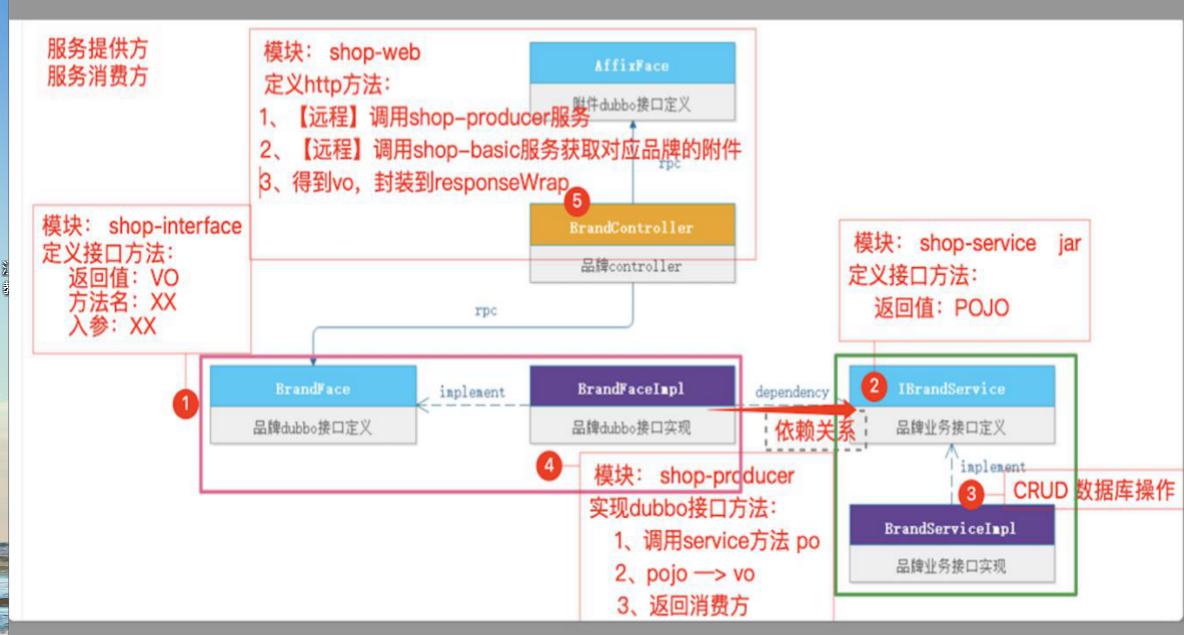 服务提供方
服务消费方
模块： shop-web
定义http方法：
1、【远程】调用shop-producer服务
2、【远程】调用shop-basic服务获取对应品牌的附件
3、得到vo，封装到responseWrap
AffixFace
附件dubbo接口定义
rpc
5
BrandController
品牌controller
模块： shop-interface
定义接口方法：
返回值：VO
方法名：XX
入参：XX
模块： shop-service jar
定义接口方法：
返回值：POJO
rpc
1
BrandFace
品牌dubbo接口定义
implement
BrandFaceImpl
品牌dubbo接口实现
dependency
依赖关系
2
IBrandService
品牌业务接口定义
implement
4
模块： shop-producer
实现dubbo接口方法：
1、调用service方法 po
2、pojo —> vo
3、返回消费方
3
CRUD 数据库操作
BrandServiceImpl
品牌业务接口实现